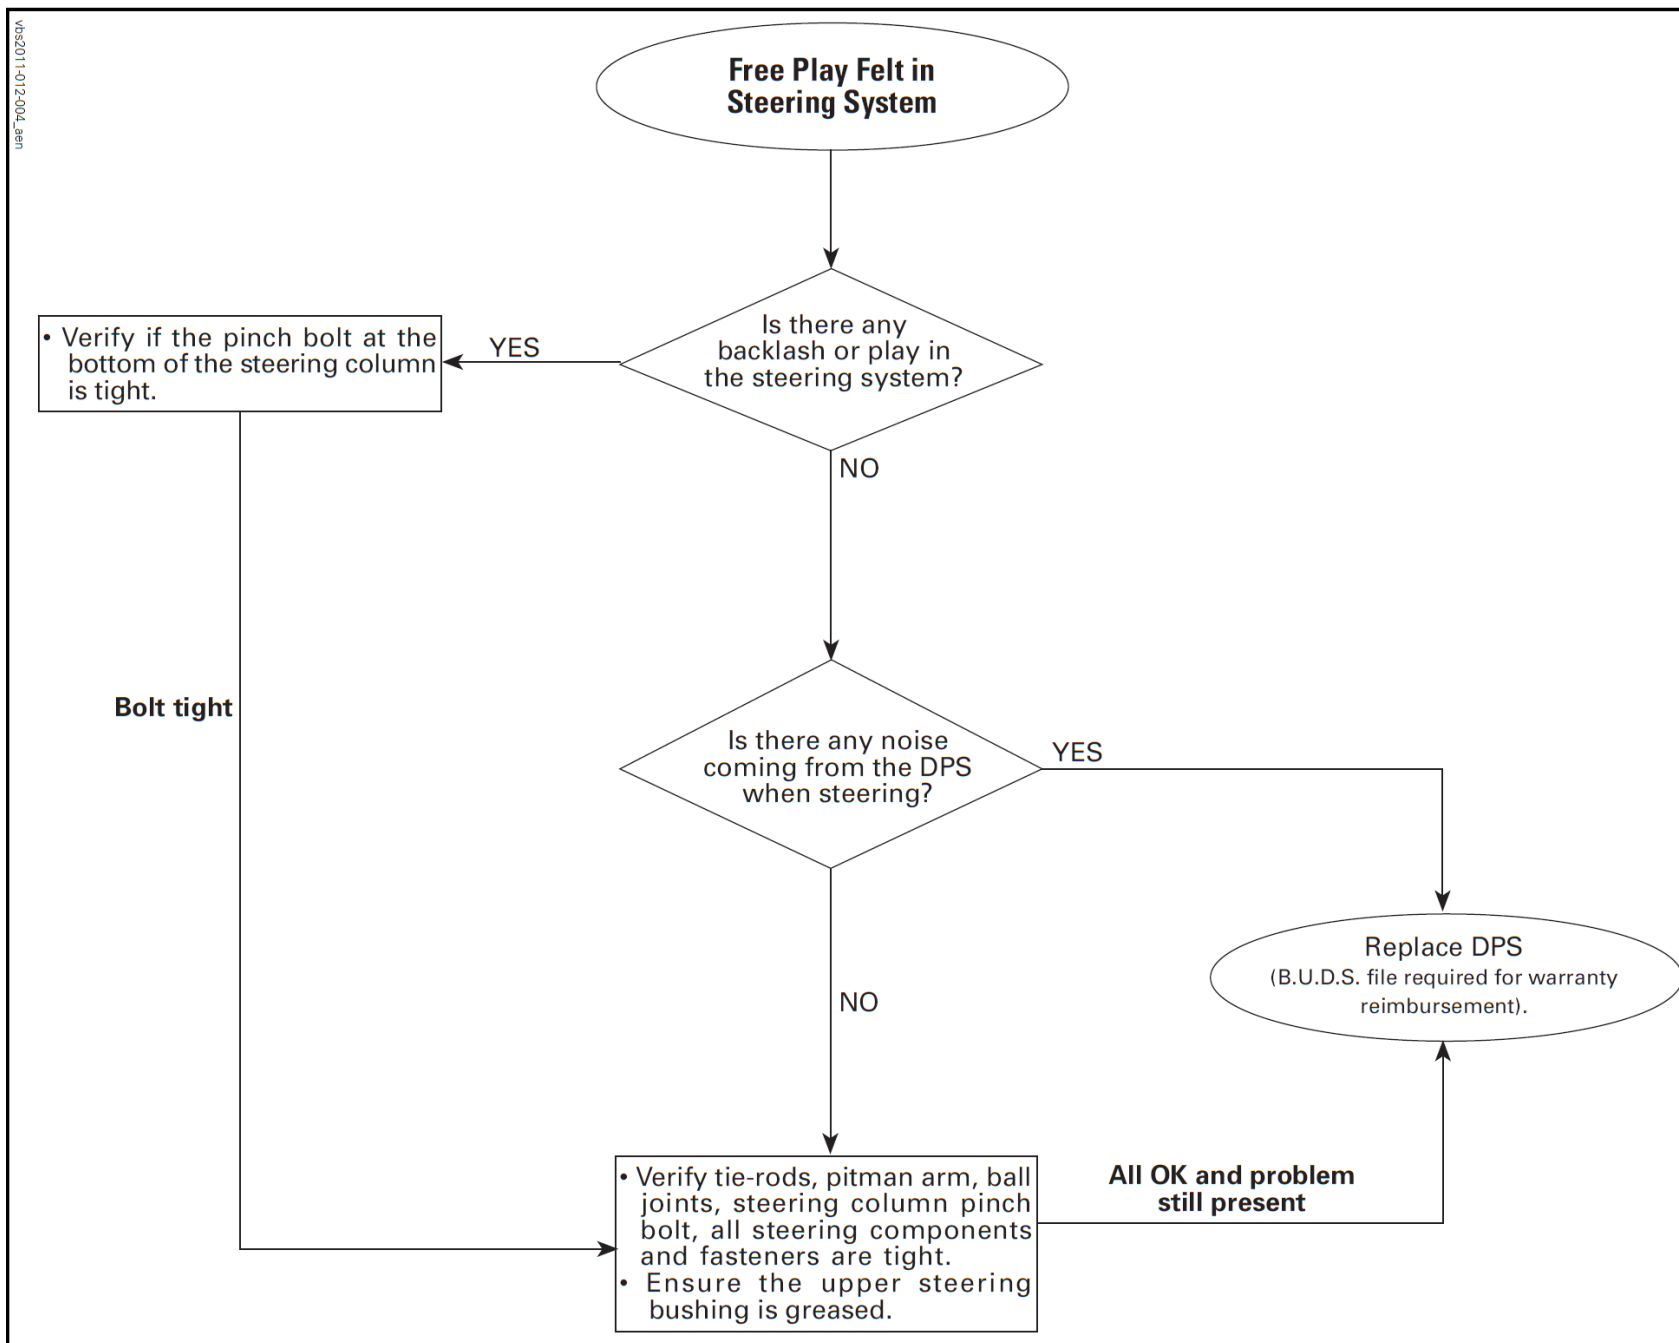 vbs2011-012-004_aen
Free Play Felt in
Steering System
Is there any
backlash or play in
the steering system?
YES
• Verify if the pinch bolt at the
bottom of the steering column
is tight.
NO
Bolt tight
Is there any noise
coming from the DPS
when steering?
YES
Replace DPS
(B.U.D.S. file required for warranty
reimbursement).
NO
• Verify tie-rods, pitman arm, ball
joints, steering column pinch
bolt, all steering components
and fasteners are tight.
• Ensure the upper steering
bushing is greased.
All OK and problem
still present